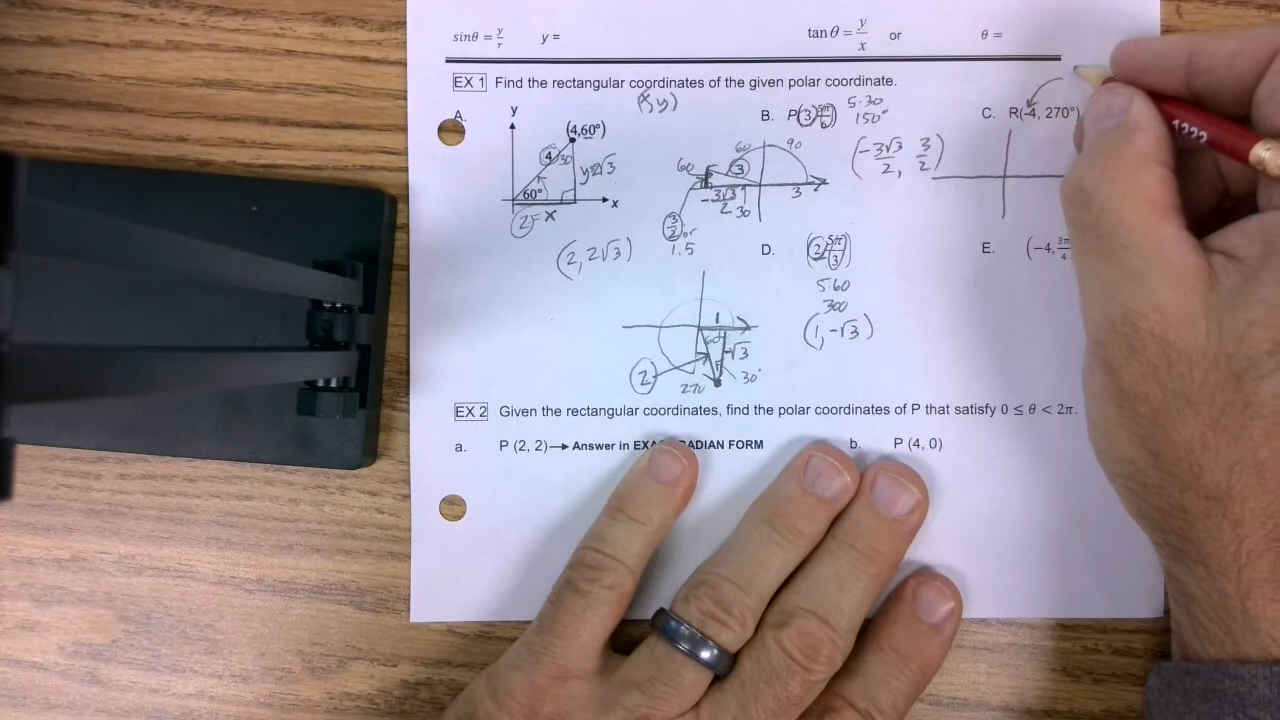 sinθ = y/r   y =   tan θ = y/x   or   θ =
EX 1 Find the rectangular coordinates of the given polar coordinate.
(x, y)
A.
y
(4,60°)
4
30
y=2√3
60°
x
2 = x
(2, 2√3)
B. P(3, 5π/6)
5·30
150°
(-3√3/2, 3/2)
60
90
60
3
3
-3√3/2
30
3/2 or
1.5
C. R(-4, 270°)
D. (2, 5π/3)
5·60
300
(1, -√3)
1
60°
-√3
2
270
30°
E. (-4, 3π/4
EX 2 Given the rectangular coordinates, find the polar coordinates of P that satisfy 0 ≤ θ < 2π.
a. P (2, 2) → Answer in EXACT RADIAN FORM   b. P (4, 0)